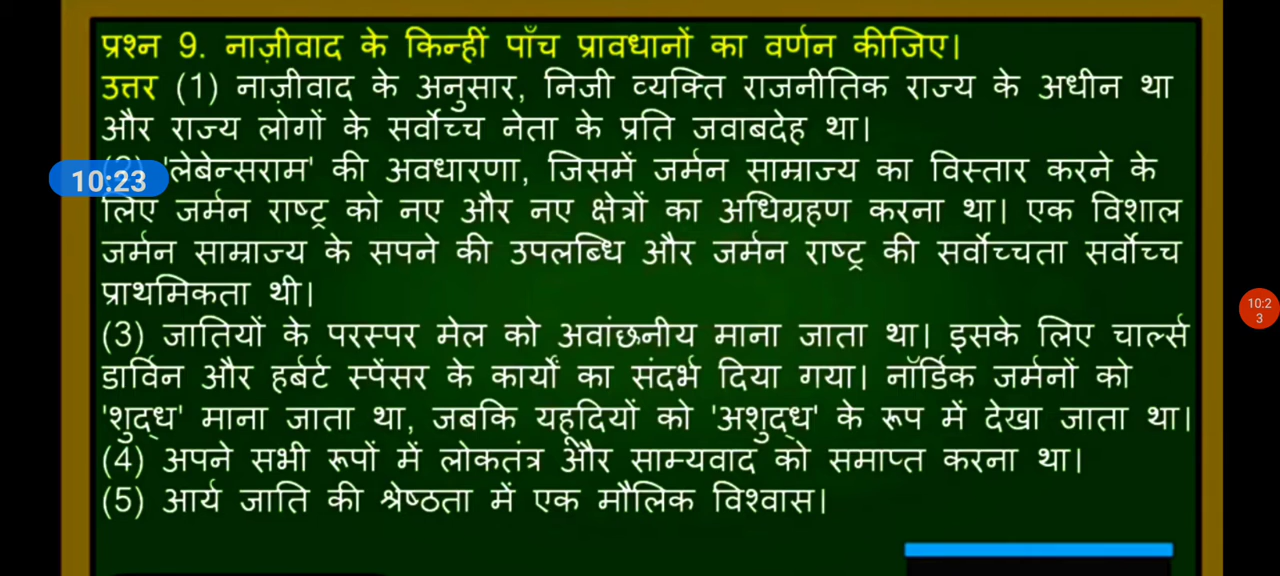 प्रश्न 9. नाज़ीवाद के किन्हीं पाँच प्रावधानों का वर्णन कीजिए।
उत्तर (1) नाज़ीवाद के अनुसार, निजी व्यक्ति राजनीतिक राज्य के अधीन था
और राज्य लोगों के सर्वोच्च नेता के प्रति जवाबदेह था।
'लेबेन्सराम' की अवधारणा, जिसमें जर्मन साम्राज्य का विस्तार करने के
10:23
लिए जर्मन राष्ट्र को नए और नए क्षेत्रों का अधिग्रहण करना था। एक विशाल
जर्मन साम्राज्य के सपने की उपलब्धि और जर्मन राष्ट्र की सर्वोच्चता सर्वोच्च
प्राथमिकता थी।
10:2
3
(3) जातियों के परस्पर मेल को अवांछनीय माना जाता था। इसके लिए चार्ल्स
डार्विन और हर्बर्ट स्पेंसर के कार्यों का संदर्भ दिया गया। नॉर्डिक जर्मनों को
'शुद्ध' माना जाता था, जबकि यहूदियों को 'अशुद्ध' के रूप में देखा जाता था।
(4) अपने सभी रूपों में लोकतंत्र और साम्यवाद को समाप्त करना था।
(5) आर्य जाति की श्रेष्ठता में एक मौलिक विश्वास।